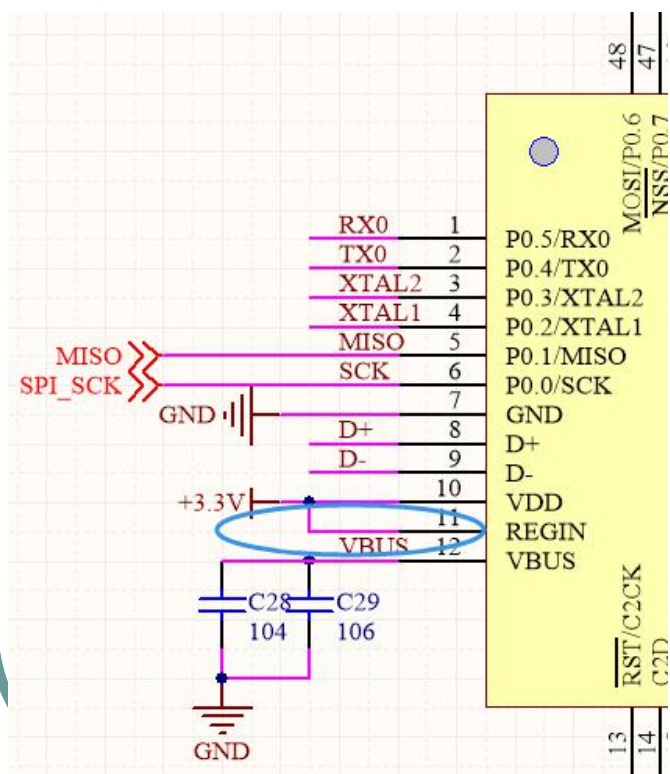 48
47
MOSI/P0.6
NSS/P0.7
RX0 1 P0.5/RX0
TX0 2 P0.4/TX0
XTAL2 3 P0.3/XTAL2
XTAL1 4 P0.2/XTAL1
MISO MISO 5 P0.1/MISO
SPI_SCK SCK 6 P0.0/SCK
GND 7 GND
D+ 8 D+
D- 9 D-
+3.3V 10 VDD
11 REGIN
VBUS 12 VBUS
C28 C29
104 106
GND
RST/C2CK
C2D
13
14